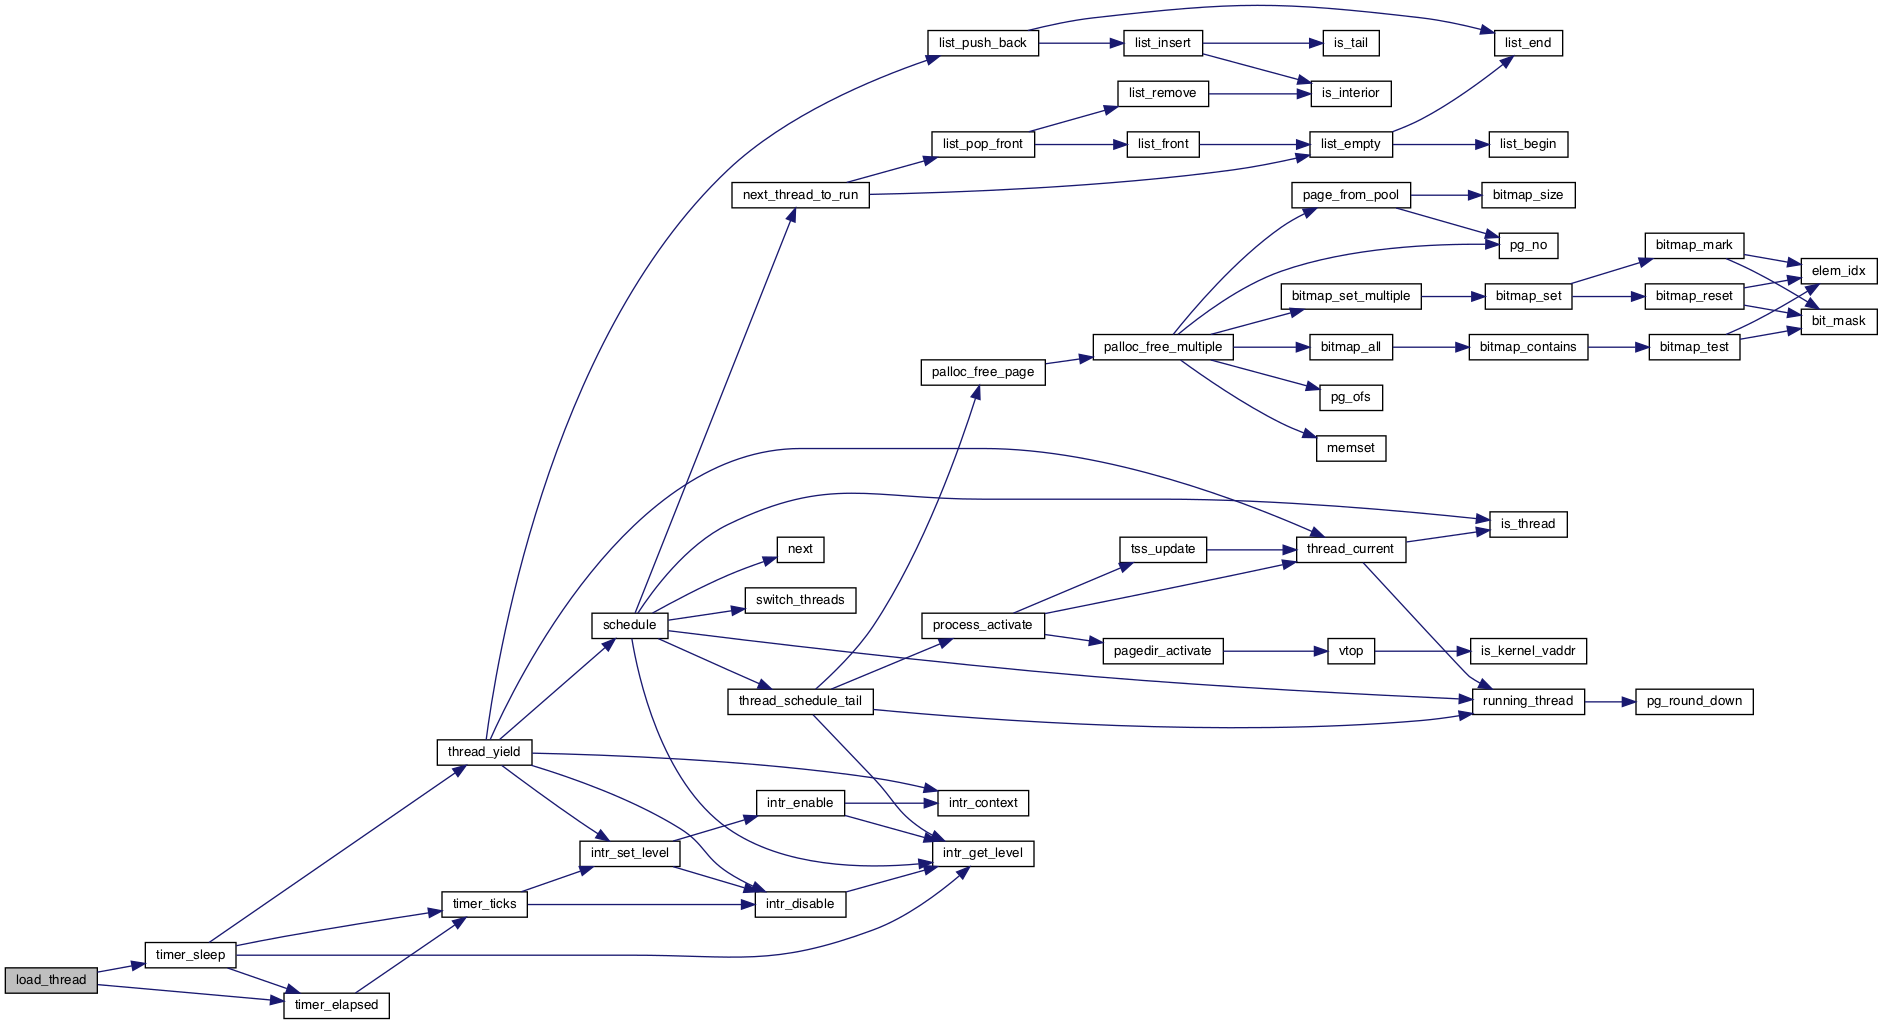 list_push_back
list_insert
is_tail
list_end
list_remove
is_interior
list_pop_front
list_front
list_empty
list_begin
next_thread_to_run
page_from_pool
bitmap_size
pg_no
bitmap_mark
elem_idx
bitmap_set_multiple
bitmap_set
bitmap_reset
bit_mask
palloc_free_multiple
bitmap_all
bitmap_contains
bitmap_test
palloc_free_page
pg_ofs
memset
is_thread
next
tss_update
thread_current
switch_threads
schedule
process_activate
pagedir_activate
vtop
is_kernel_vaddr
thread_schedule_tail
running_thread
pg_round_down
thread_yield
intr_enable
intr_context
intr_set_level
intr_get_level
timer_ticks
intr_disable
timer_sleep
load_thread
timer_elapsed